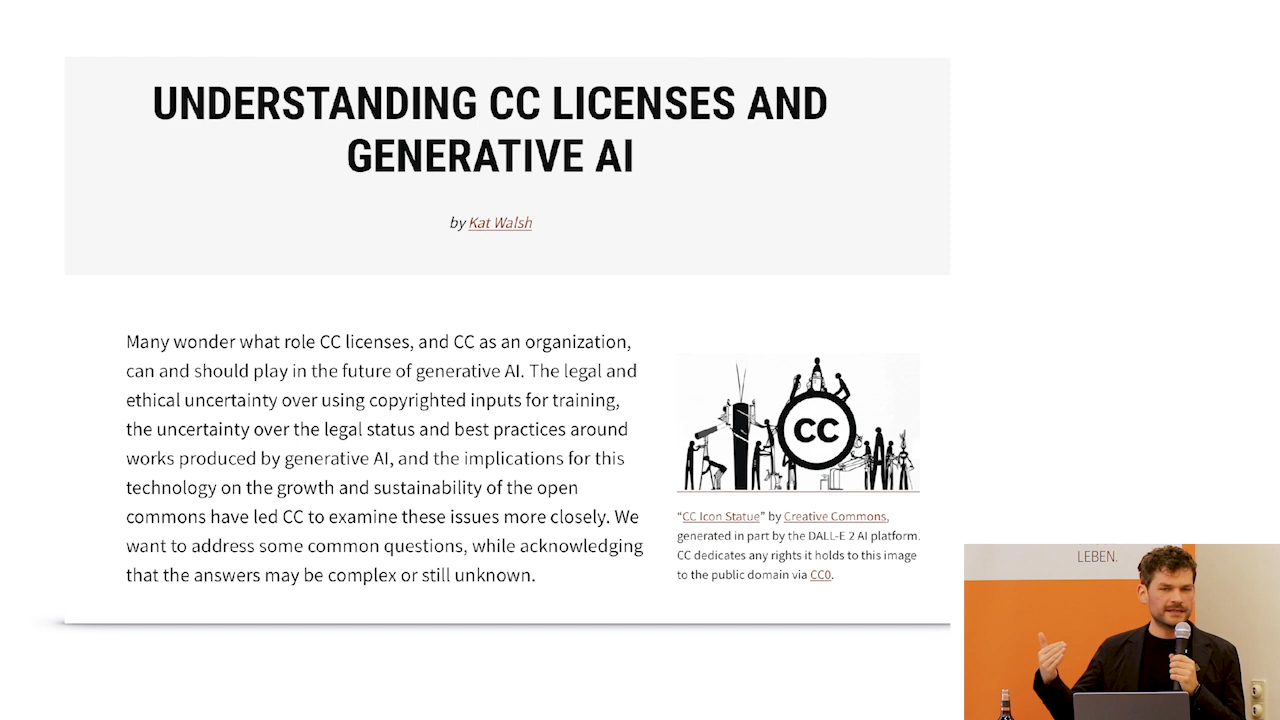 UNDERSTANDING CC LICENSES AND
GENERATIVE AI
by Kat Walsh
Many wonder what role CC licenses, and CC as an organization,
can and should play in the future of generative AI. The legal and
ethical uncertainty over using copyrighted inputs for training,
the uncertainty over the legal status and best practices around
works produced by generative AI, and the implications for this
technology on the growth and sustainability of the open
commons have led CC to examine these issues more closely. We
want to address some common questions, while acknowledging
that the answers may be complex or still unknown.
CC
“CC Icon Statue” by Creative Commons,
generated in part by the DALL-E 2 AI platform.
CC dedicates any rights it holds to this image
to the public domain via CC0.
LEBEN.